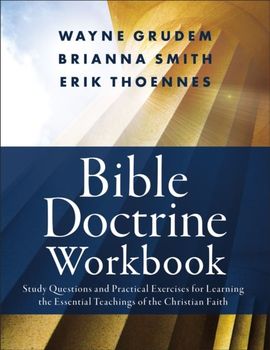 WAYNE GRUDEM
BRIANNA SMITH
ERIK THOENNES
Bible
Doctrine
Workbook
Study Questions and Practical Exercises for Learning
the Essential Teachings of the Christian Faith